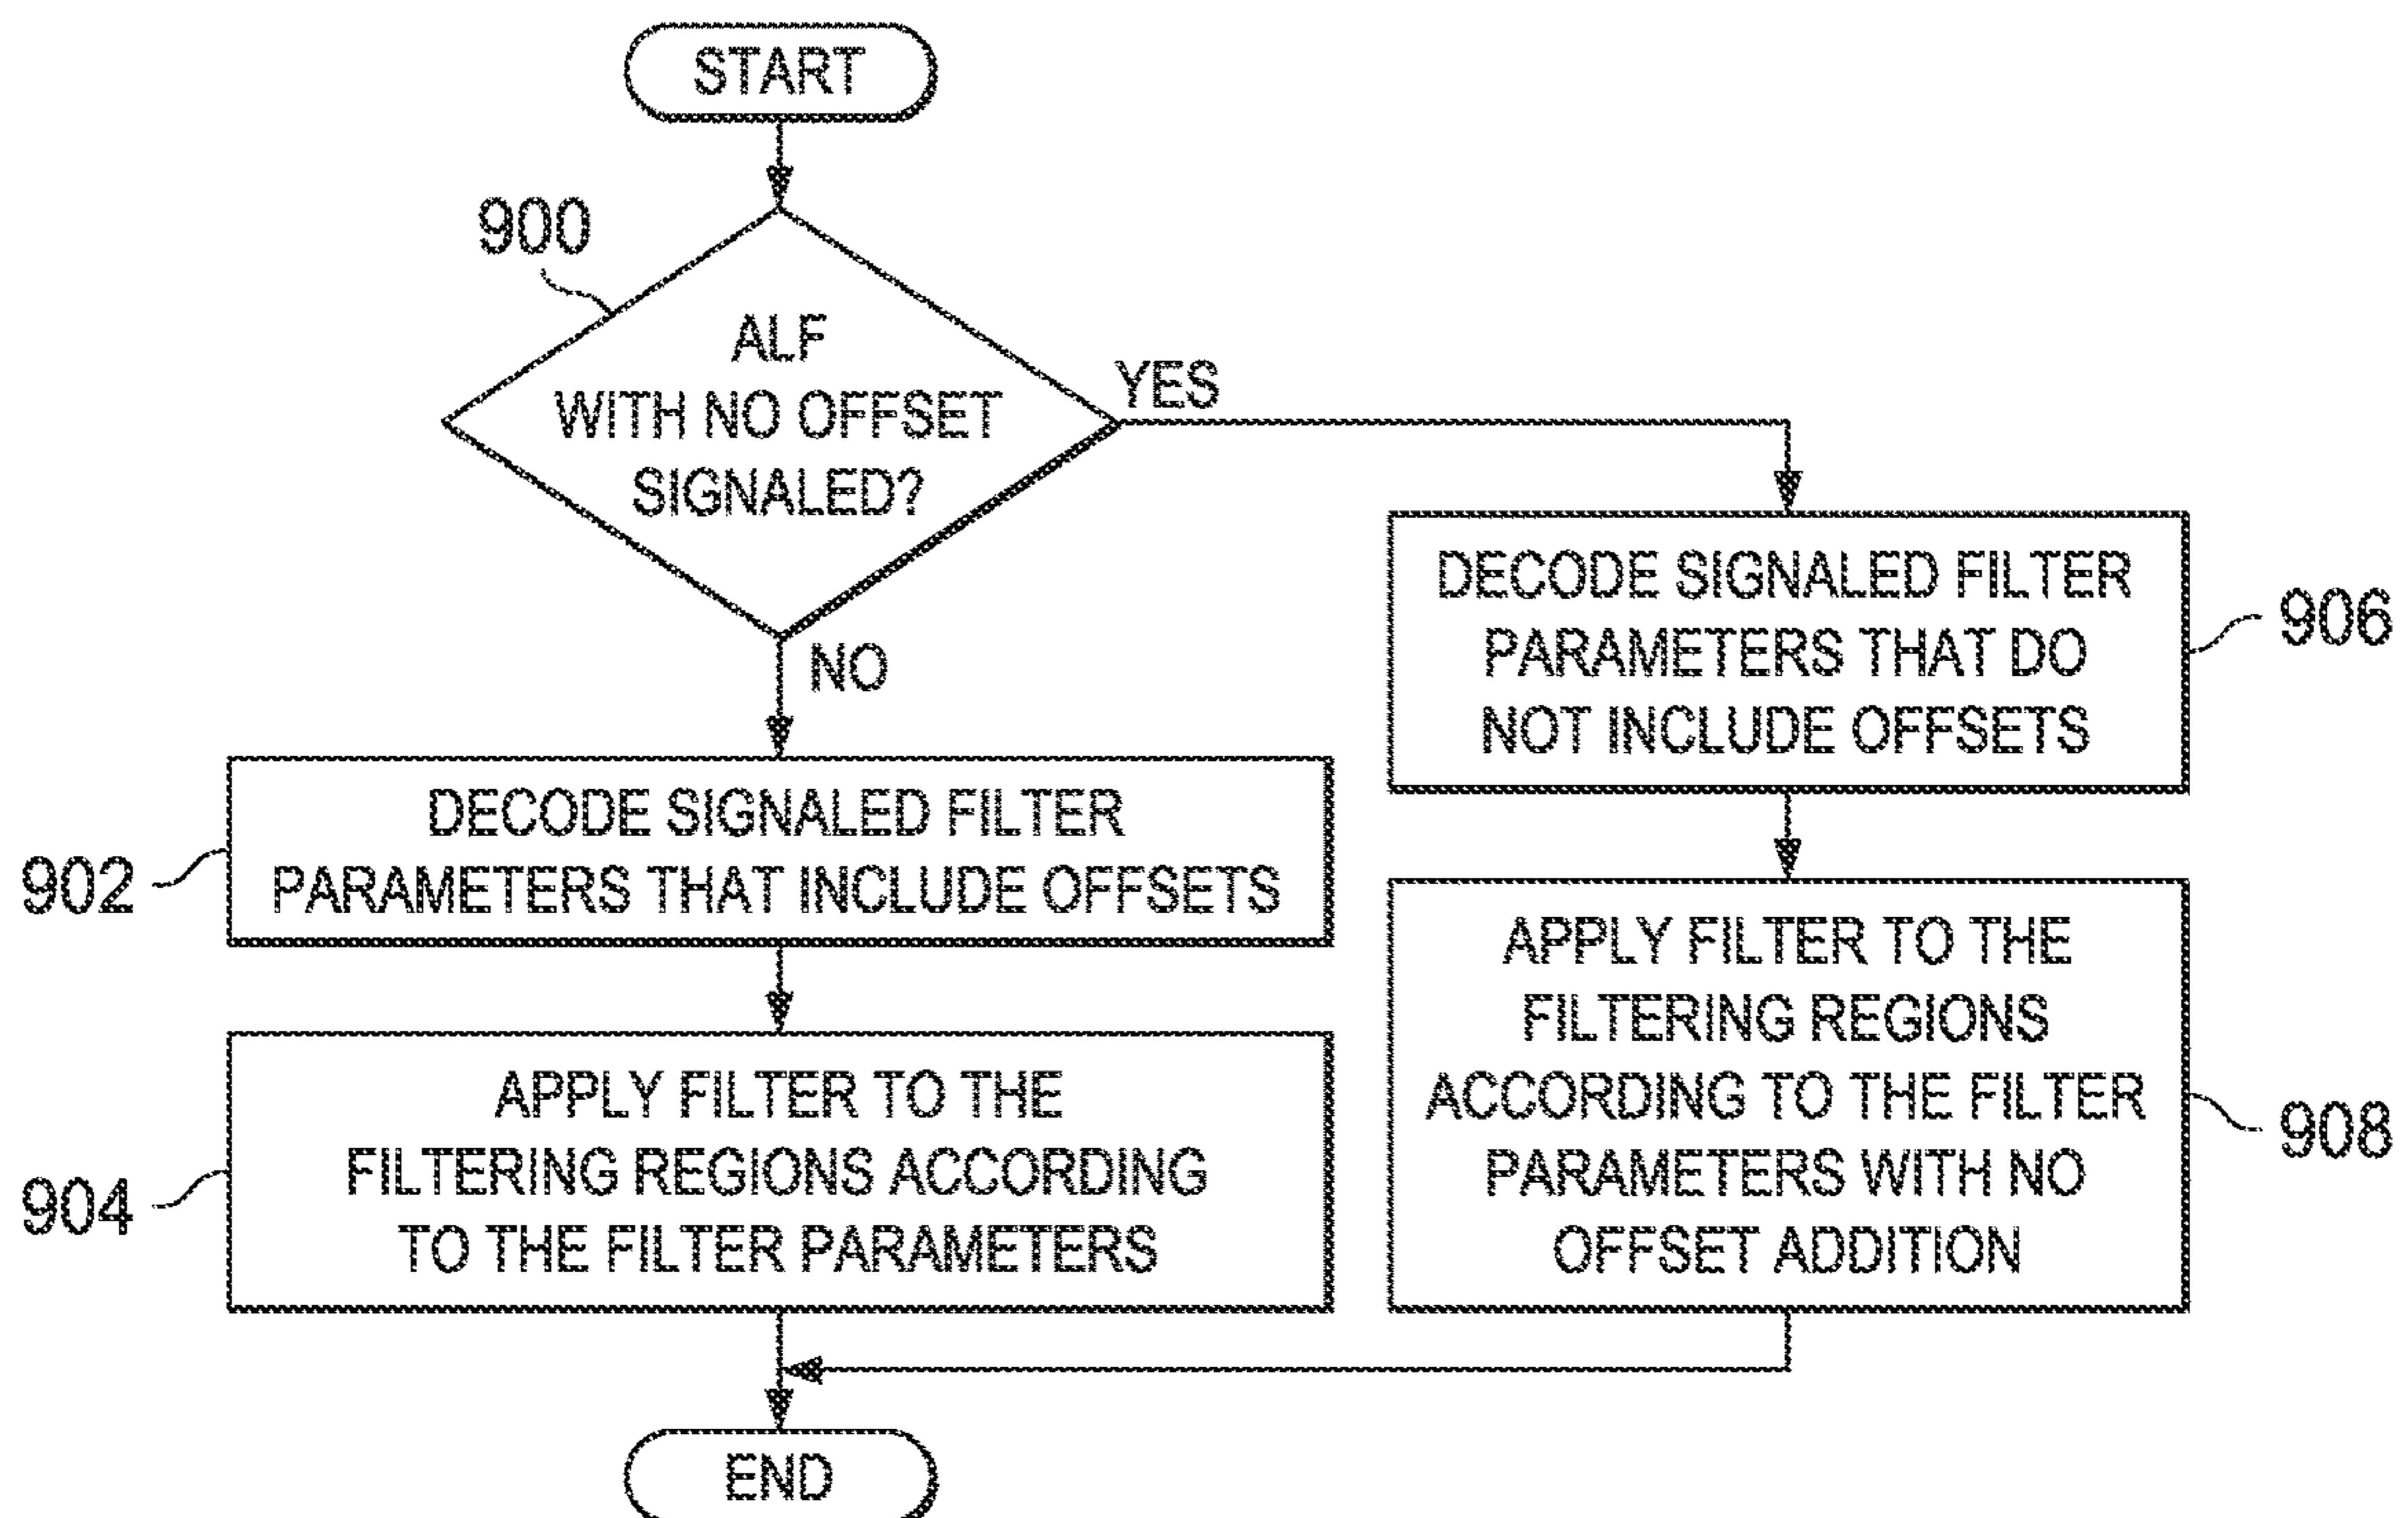 START
900
ALF
WITH NO OFFSET
SIGNALED?
YES
NO
DECODE SIGNALED FILTER
PARAMETERS THAT DO
NOT INCLUDE OFFSETS
906
DECODE SIGNALED FILTER
PARAMETERS THAT INCLUDE OFFSETS
902
APPLY FILTER TO THE
FILTERING REGIONS
ACCORDING TO THE FILTER
PARAMETERS WITH NO
OFFSET ADDITION
908
APPLY FILTER TO THE
FILTERING REGIONS ACCORDING
TO THE FILTER PARAMETERS
904
END